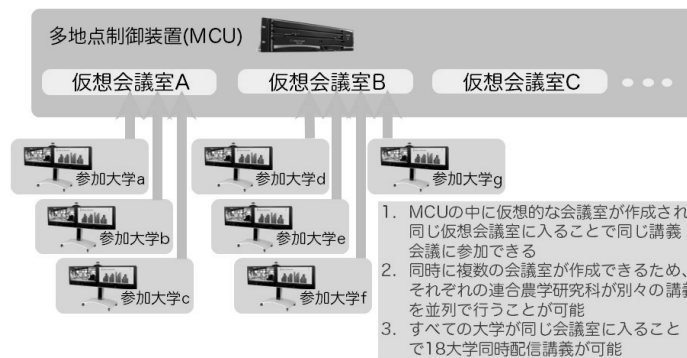 多地点制御装置(MCU)
仮想会議室A
仮想会議室B
仮想会議室C
参加大学a
参加大学d
参加大学g
参加大学b
参加大学e
参加大学c
参加大学f
1. MCUの中に仮想的な会議室が作成され
同じ仮想会議室に入ることで同じ講義
会議に参加できる
2. 同時に複数の会議室が作成できるため、
それぞれの連合農学研究科が別々の講義
を並列で行うことが可能
3. すべての大学が同じ会議室に入ること
で18大学同時配信講義が可能